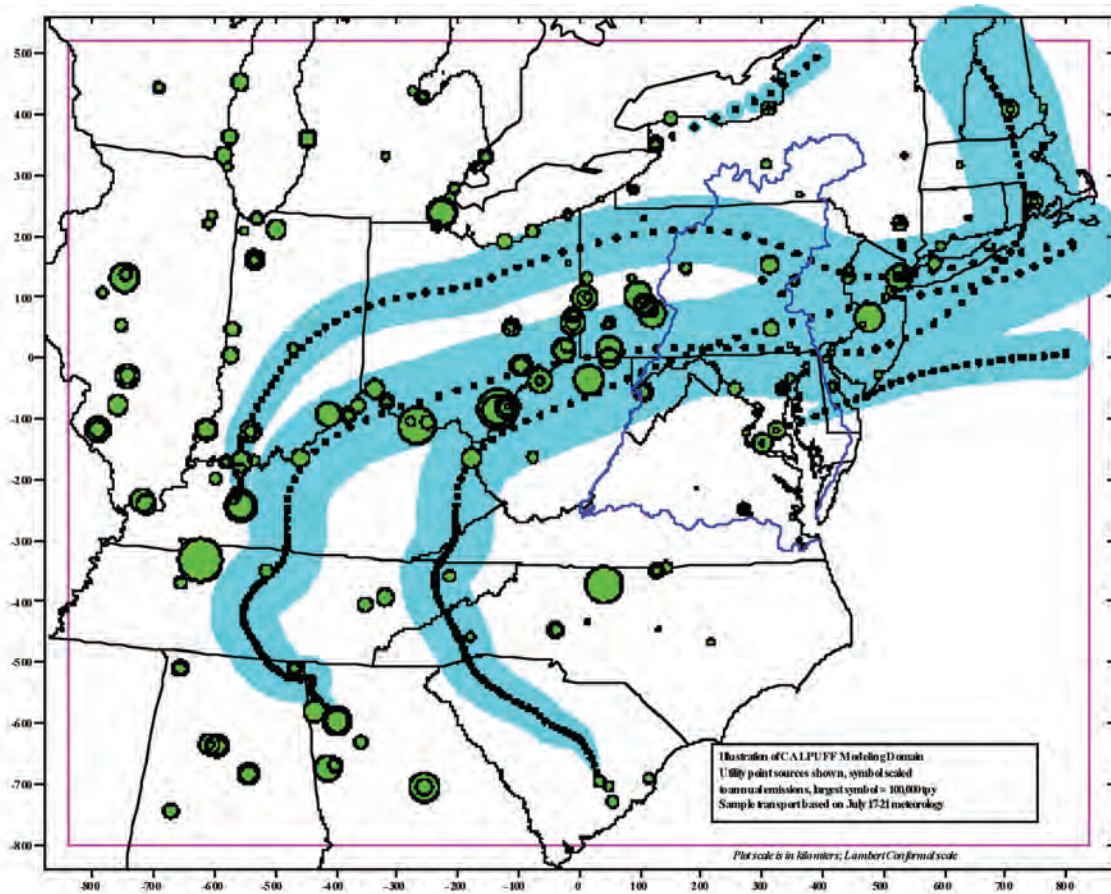 500
400
300
200
100
0
-100
-200
-300
-400
-500
-600
-700
-800
Illustration of CALPUFF Modeling Domain
Utility point sources shown, symbol scaled
to annual emissions, largest symbol = 100,000 tpy
Sample transport based on July 17-21 meteorology
Plot scale is in kilomters; Lambert Confirmal scale
-800 -700 -600 -500 -400 -300 -200 -100 0 100 200 300 400 500 600 700 800